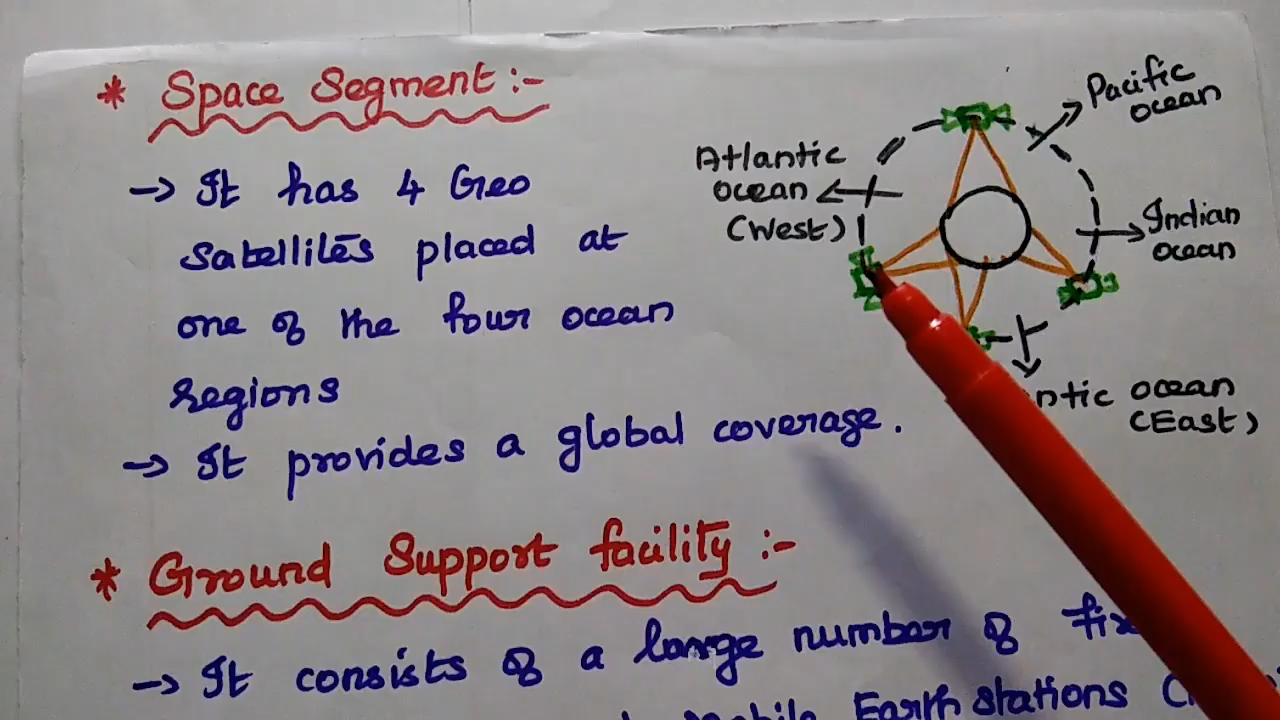 * Space Segment :-
→ It has 4 Geo
satellites placed at
one of the four ocean
regions
→ It provides a global coverage.
Pacific
ocean
Atlantic
ocean
(West)
Indian
ocean
ocean
(East)
* Ground Support facility :-
→ It consists of a large number of
Mobile Earth stations